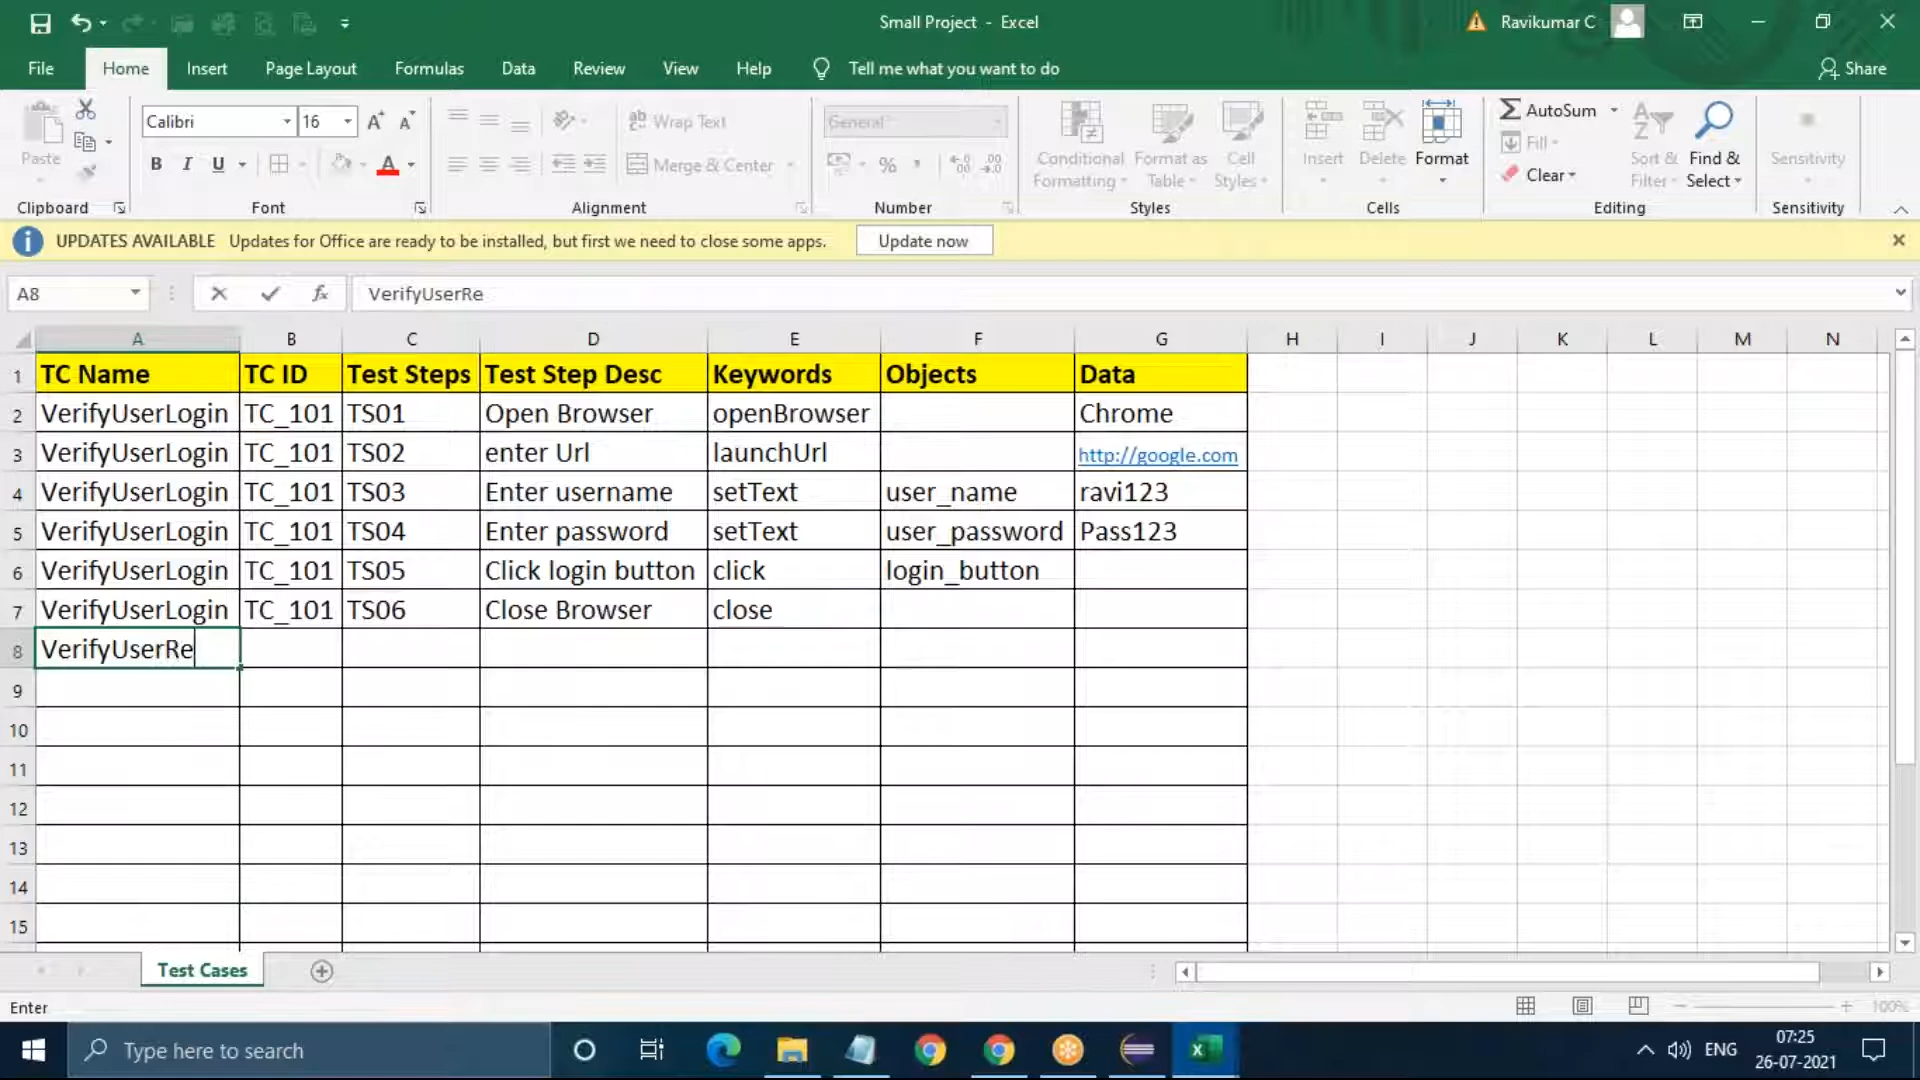 Small Project - Excel
Ravikumar C
File Home Insert Page Layout Formulas Data Review View Help Tell me what you want to do Share
Paste
Clipboard
Calibri 16
B I U A
Font
Wrap Text
Merge & Center
Alignment
General
%
Number
Conditional Formatting
Format as Table
Cell Styles
Styles
Insert Delete Format
Cells
AutoSum
Fill
Clear
Sort & Filter
Find & Select
Editing
Sensitivity
Sensitivity
UPDATES AVAILABLE Updates for Office are ready to be installed, but first we need to close some apps. Update now
A8 fx VerifyUserRe
A B C D E F G H I J K L M N
1 TC Name TC ID Test Steps Test Step Desc Keywords Objects Data
2 VerifyUserLogin TC_101 TS01 Open Browser openBrowser Chrome
3 VerifyUserLogin TC_101 TS02 enter Url launchUrl http://google.com
4 VerifyUserLogin TC_101 TS03 Enter username setText user_name ravi123
5 VerifyUserLogin TC_101 TS04 Enter password setText user_password Pass123
6 VerifyUserLogin TC_101 TS05 Click login button click login_button
7 VerifyUserLogin TC_101 TS06 Close Browser close
8 VerifyUserRe
9
10
11
12
13
14
15
Test Cases
Enter
100%
Type here to search
ENG
07:25
26-07-2021